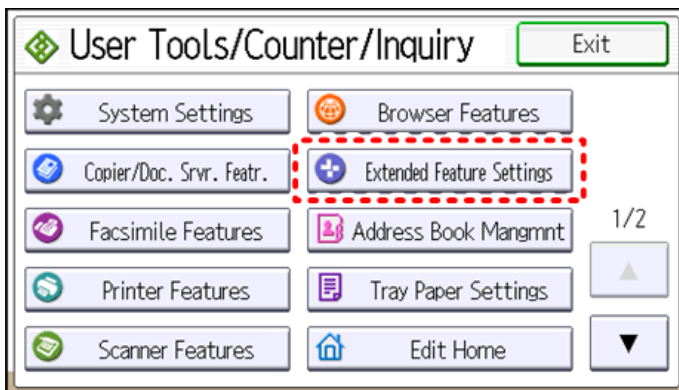 User Tools/Counter/Inquiry
Exit
System Settings
Browser Features
Copier/Doc. Srvr. Featr.
Extended Feature Settings
Facsimile Features
Address Book Mangmnt
1/2
Printer Features
Tray Paper Settings
Scanner Features
Edit Home